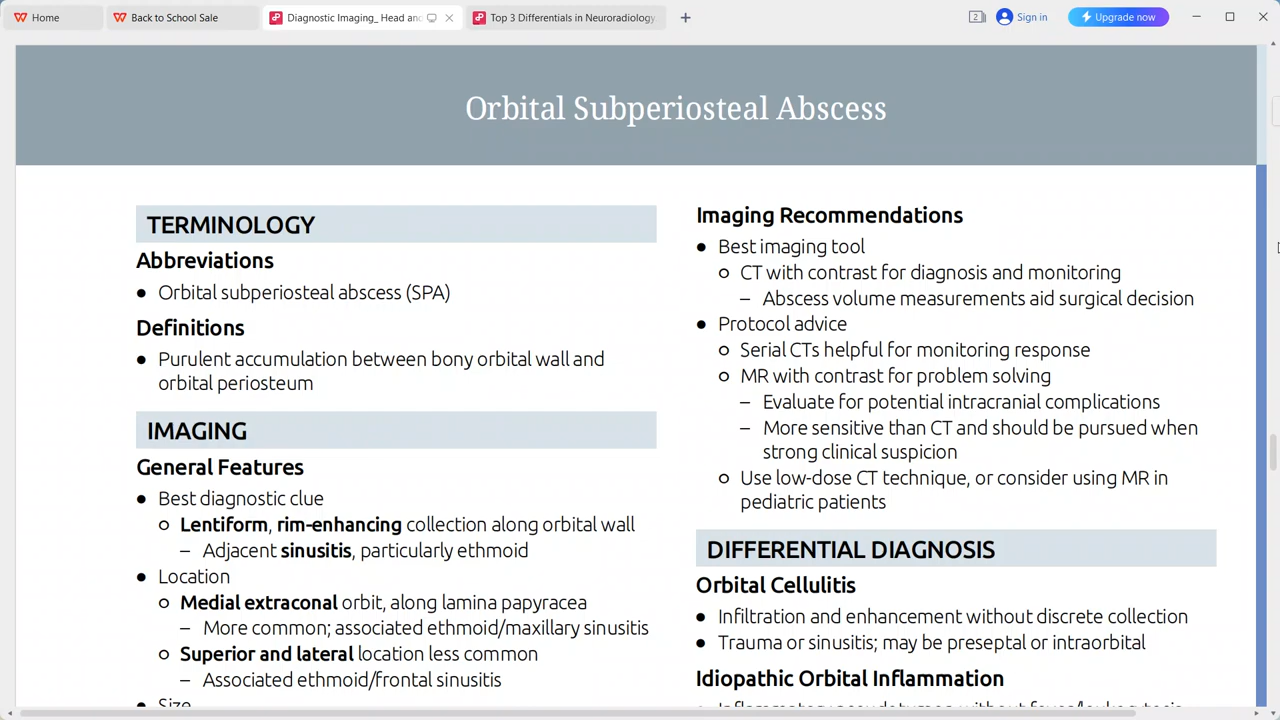 Home
Back to School Sale
Diagnostic Imaging_ Head and
Top 3 Differentials in Neuroradiology
2
Sign in
Upgrade now
Orbital Subperiosteal Abscess
TERMINOLOGY
Abbreviations
● Orbital subperiosteal abscess (SPA)
Definitions
● Purulent accumulation between bony orbital wall and
orbital periosteum
IMAGING
General Features
● Best diagnostic clue
○ Lentiform, rim-enhancing collection along orbital wall
– Adjacent sinusitis, particularly ethmoid
● Location
○ Medial extraconal orbit, along lamina papyracea
– More common; associated ethmoid/maxillary sinusitis
○ Superior and lateral location less common
– Associated ethmoid/frontal sinusitis
● Size
Imaging Recommendations
● Best imaging tool
○ CT with contrast for diagnosis and monitoring
– Abscess volume measurements aid surgical decision
● Protocol advice
○ Serial CTs helpful for monitoring response
○ MR with contrast for problem solving
– Evaluate for potential intracranial complications
– More sensitive than CT and should be pursued when
strong clinical suspicion
○ Use low-dose CT technique, or consider using MR in
pediatric patients
DIFFERENTIAL DIAGNOSIS
Orbital Cellulitis
● Infiltration and enhancement without discrete collection
● Trauma or sinusitis; may be preseptal or intraorbital
Idiopathic Orbital Inflammation